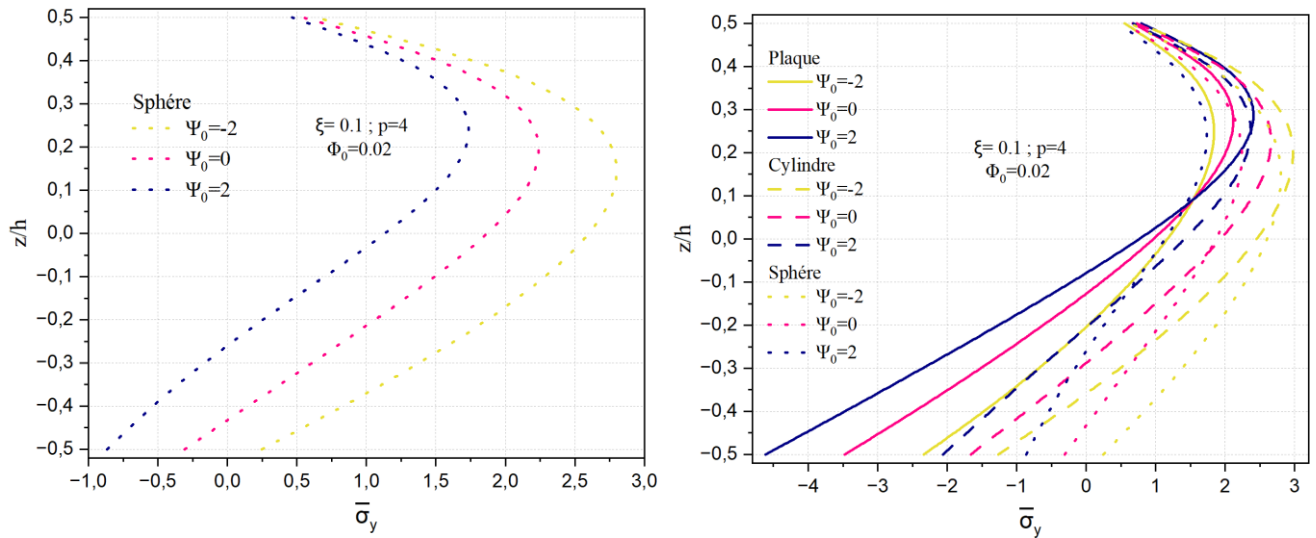 0,5
0,4
0,3
0,2
0,1
0,0
−0,1
−0,2
−0,3
−0,4
−0,5
z/h
Sphére
Ψ0=-2
Ψ0=0
Ψ0=2
ξ= 0.1 ; p=4
Φ0=0.02
−1,0 −0,5 0,0 0,5 1,0 1,5 2,0 2,5 3,0
σ̅y
0,5
0,4
0,3
0,2
0,1
0,0
−0,1
−0,2
−0,3
−0,4
−0,5
z/h
Plaque
Ψ0=-2
Ψ0=0
Ψ0=2
Cylindre
Ψ0=-2
Ψ0=0
Ψ0=2
Sphére
Ψ0=-2
Ψ0=0
Ψ0=2
ξ= 0.1 ; p=4
Φ0=0.02
−4 −3 −2 −1 0 1 2 3
σ̅y